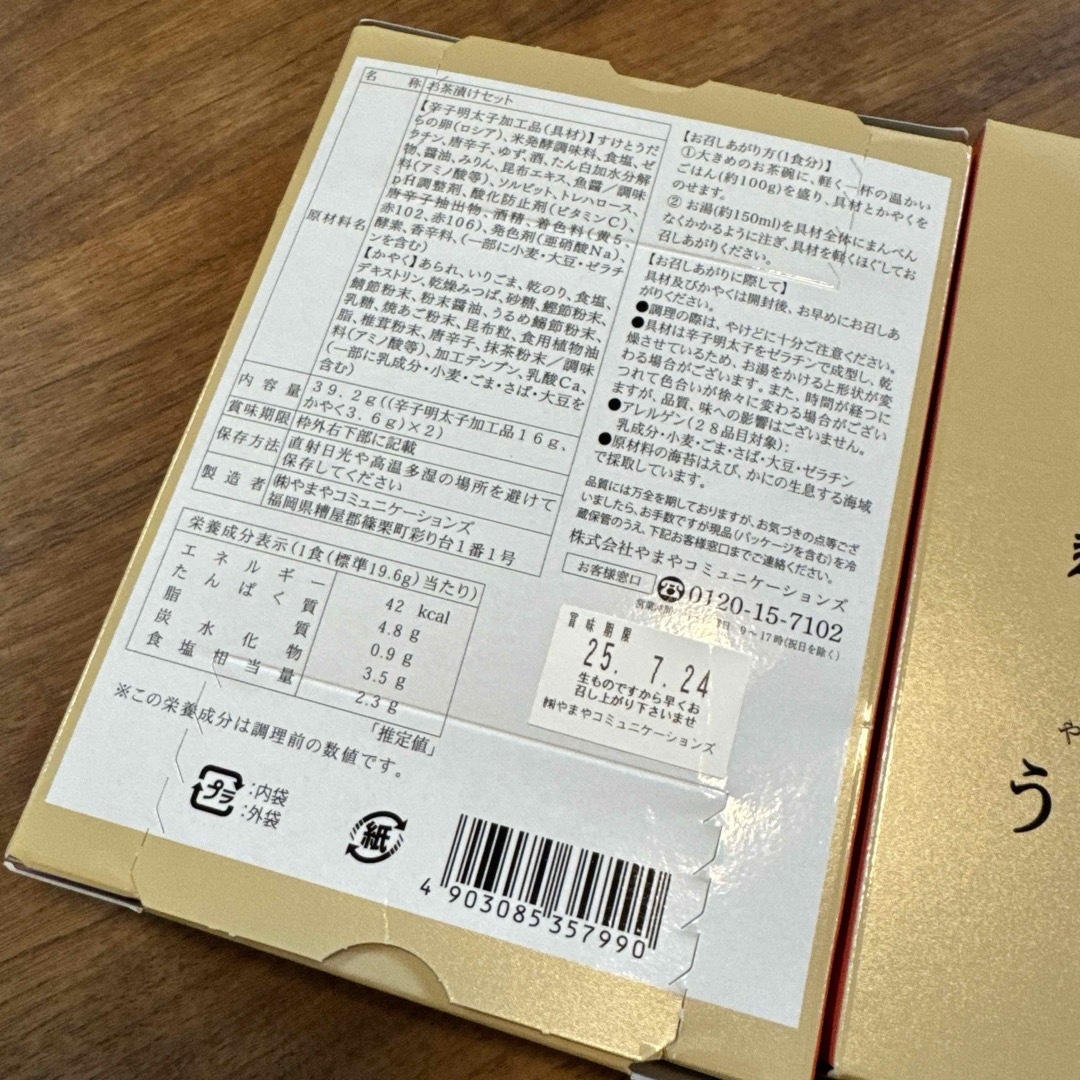 名称 お茶漬けセット
原材料名
【辛子明太子加工品(具材)】すけとうだ
らの卵(ロシア)、米発酵調味料、食塩、ゼ
ラチン、唐辛子、ゆず、酒、たん白加水分解
物、醤油、みりん、昆布エキス、魚醤/調味
料(アミノ酸等)、ソルビット、トレハロース、
pH調整剤、酸化防止剤(ビタミンC)、
唐辛子抽出物、酒精、着色料(黄5、
赤102、赤106)、発色剤(亜硝酸Na)、
酵素、香辛料、(一部に小麦・大豆・ゼラチ
ンを含む)
【かやく】あられ、いりごま、乾のり、食塩、
デキストリン、乾燥みつば、砂糖、鰹節粉末、
鯖節粉末、粉末醤油、うるめ鰯節粉末、
乳糖、焼あご粉末、昆布粒、食用植物油
脂、椎茸粉末、唐辛子、抹茶粉末/調味
料(アミノ酸等)、加工デンプン、乳酸Ca、
(一部に乳成分・小麦・ごま・さば・大豆を
含む)
内容量 39.2g((辛子明太子加工品16g、
かやく3.6g)×2)
賞味期限 枠外右下部に記載
保存方法 直射日光や高温多湿の場所を避けて
保存してください
製造者 ㈱やまやコミュニケーションズ
福岡県糟屋郡篠栗町彩り台1番1号
栄養成分表示(1食(標準19.6g)当たり)
エネルギー 42 kcal
たんぱく質 4.8 g
脂質 0.9 g
炭水化物 3.5 g
食塩相当量 2.3 g
「推定値」
※この栄養成分は調理前の数値です。
プラ :内袋
:外袋
紙
4 903085 357990
【お召しあがり方(1食分)】
①大きめのお茶碗に、軽く一杯の温かい
ごはん(約100g)を盛り、具材とかやくを
のせます。
② お湯(約150ml)を具材全体にまんべん
なくかかるように注ぎ、具材を軽くほぐしてお
召しあがりください。
【お召しあがりに際して】
具材及びかやくは開封後、お早めにお召しあ
がりください。
●調理の際は、やけどに十分ご注意ください。
●具材は辛子明太子をゼラチンで成型し、乾
燥させているため、お湯をかけると形状が変
わる場合がございます。また、時間が経つに
つれて色合いが徐々に変わる場合がござい
ますが、品質、味への影響はございません。
●アレルゲン(28品目対象):
乳成分・小麦・ごま・さば・大豆・ゼラチン
●原材料の海苔はえび、かにの生息する海域
で採取しています。
品質には万全を期しておりますが、お気づきの点等ござ
いましたら、お手数ですが現品(パッケージを含む)を冷
蔵保管のうえ、下記お客様窓口までご連絡ください。
株式会社やまやコミュニケーションズ
お客様窓口 0120-15-7102
営業時間 9〜17時(祝日を除く)
賞味期限
25. 7.24
生ものですから早くお
召し上がり下さいませ
㈱やまやコミュニケーションズ
や
う